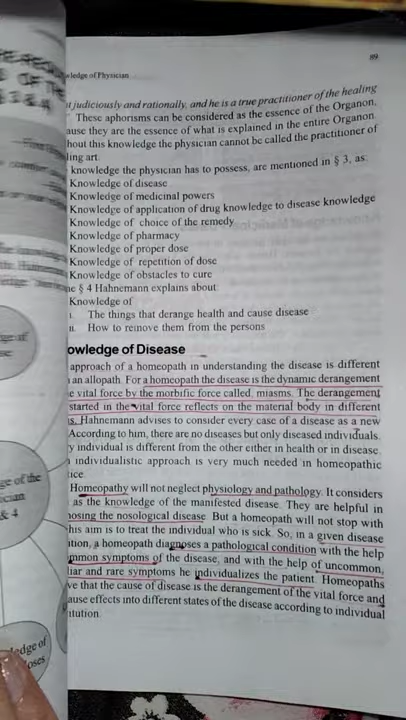 89
wledge of Physician
t judiciously and rationally, and he is a true practitioner of the healing
These aphorisms can be considered as the essence of the Organon,
ause they are the essence of what is explained in the entire Organon.
hout this knowledge the physician cannot be called the practitioner of
ling art.
knowledge the physician has to possess, are mentioned in § 3, as:
Knowledge of disease
Knowledge of medicinal powers
Knowledge of application of drug knowledge to disease knowledge
Knowledge of choice of the remedy
Knowledge of pharmacy
Knowledge of proper dose
Knowledge of repetition of dose
Knowledge of obstacles to cure
he § 4 Hahnemann explains about
Knowledge of
i. The things that derange health and cause disease
ii. How to remove them from the persons
owledge of Disease
approach of a homeopath in understanding the disease is different
an allopath. For a homeopath the disease is the dynamic derangement
e vital force by the morbific force called, miasms. The derangement
started in the vital force reflects on the material body in different
s. Hahnemann advises to consider every case of a disease as a new
According to him, there are no diseases but only diseased individuals.
y individual is different from the other either in health or in disease.
individualistic approach is very much needed in homeopathic
tice.
Homeopathy will not neglect physiology and pathology. It considers
as the knowledge of the manifested disease. They are helpful in
nosing the nosological disease. But a homeopath will not stop with
his aim is to treat the individual who is sick. So, in a given disease
ition, a homeopath diagnoses a pathological condition with the help
mmon symptoms of the disease, and with the help of uncommon,
liar and rare symptoms he individualizes the patient. Homeopaths
ve that the cause of disease is the derangement of the vital force and
ause effects into different states of the disease according to individual
itution.